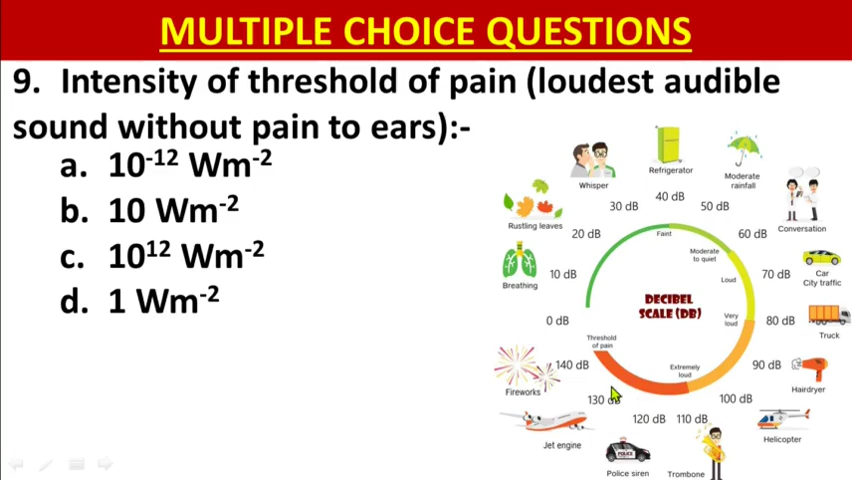 MULTIPLE CHOICE QUESTIONS
9. Intensity of threshold of pain (loudest audible
sound without pain to ears):-
a. 10⁻¹² Wm⁻²
b. 10 Wm⁻²
c. 10¹² Wm⁻²
d. 1 Wm⁻²
DECIBEL
SCALE (DB)
0 dB
10 dB
Breathing
20 dB
Rustling leaves
30 dB
Whisper
40 dB
Refrigerator
50 dB
Moderate
rainfall
60 dB
Conversation
70 dB
Car
City traffic
80 dB
Truck
90 dB
Hairdryer
100 dB
Helicopter
110 dB
Trombone
120 dB
Police siren
POLICE
130 dB
Jet engine
140 dB
Fireworks
Faint
Moderate
to quiet
Loud
Very
loud
Extremely
loud
Threshold
of pain